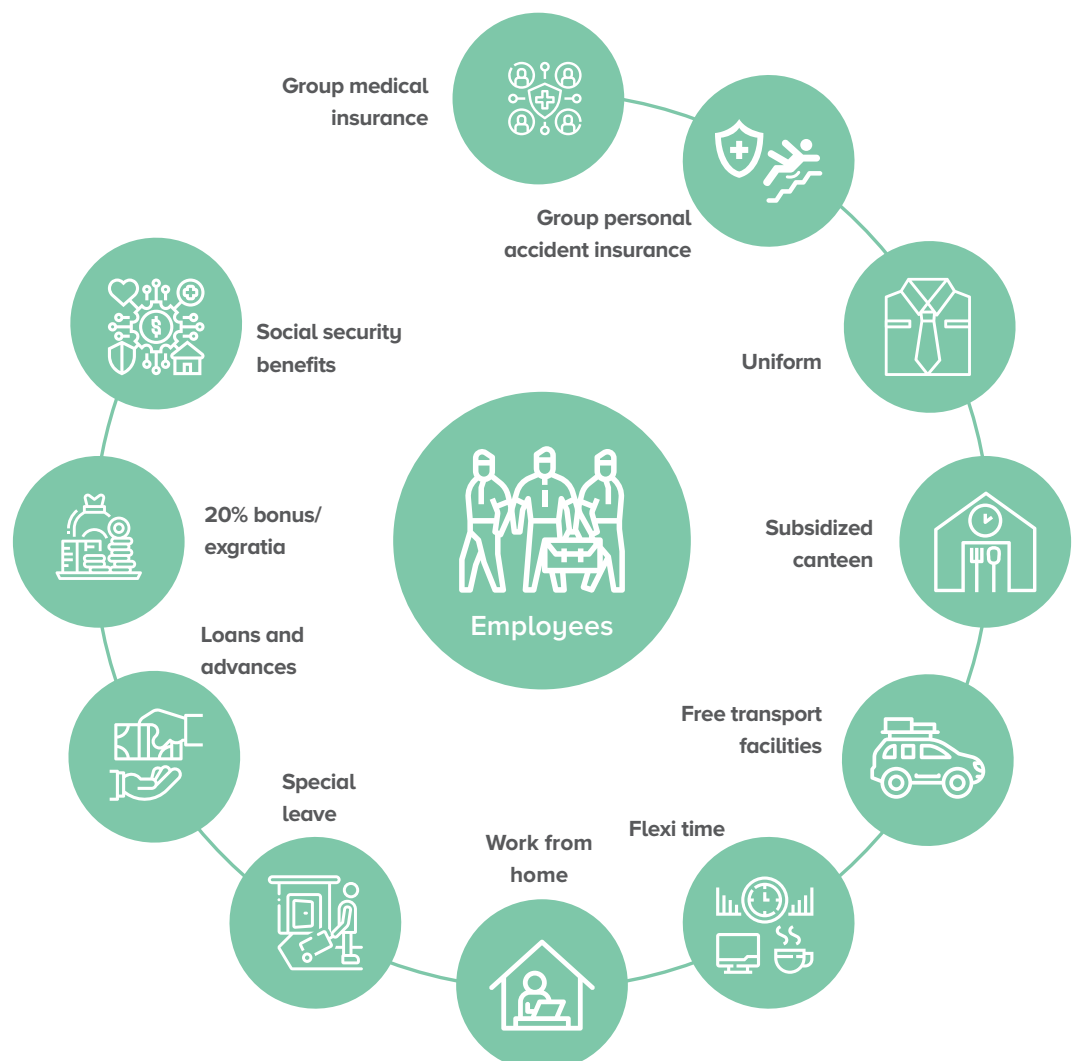 Group medical
insurance
Group personal
accident insurance
Uniform
Subsidized
canteen
Free transport
facilities
Flexi time
Work from
home
Special
leave
Loans and
advances
20% bonus/
exgratia
Social security
benefits
Employees